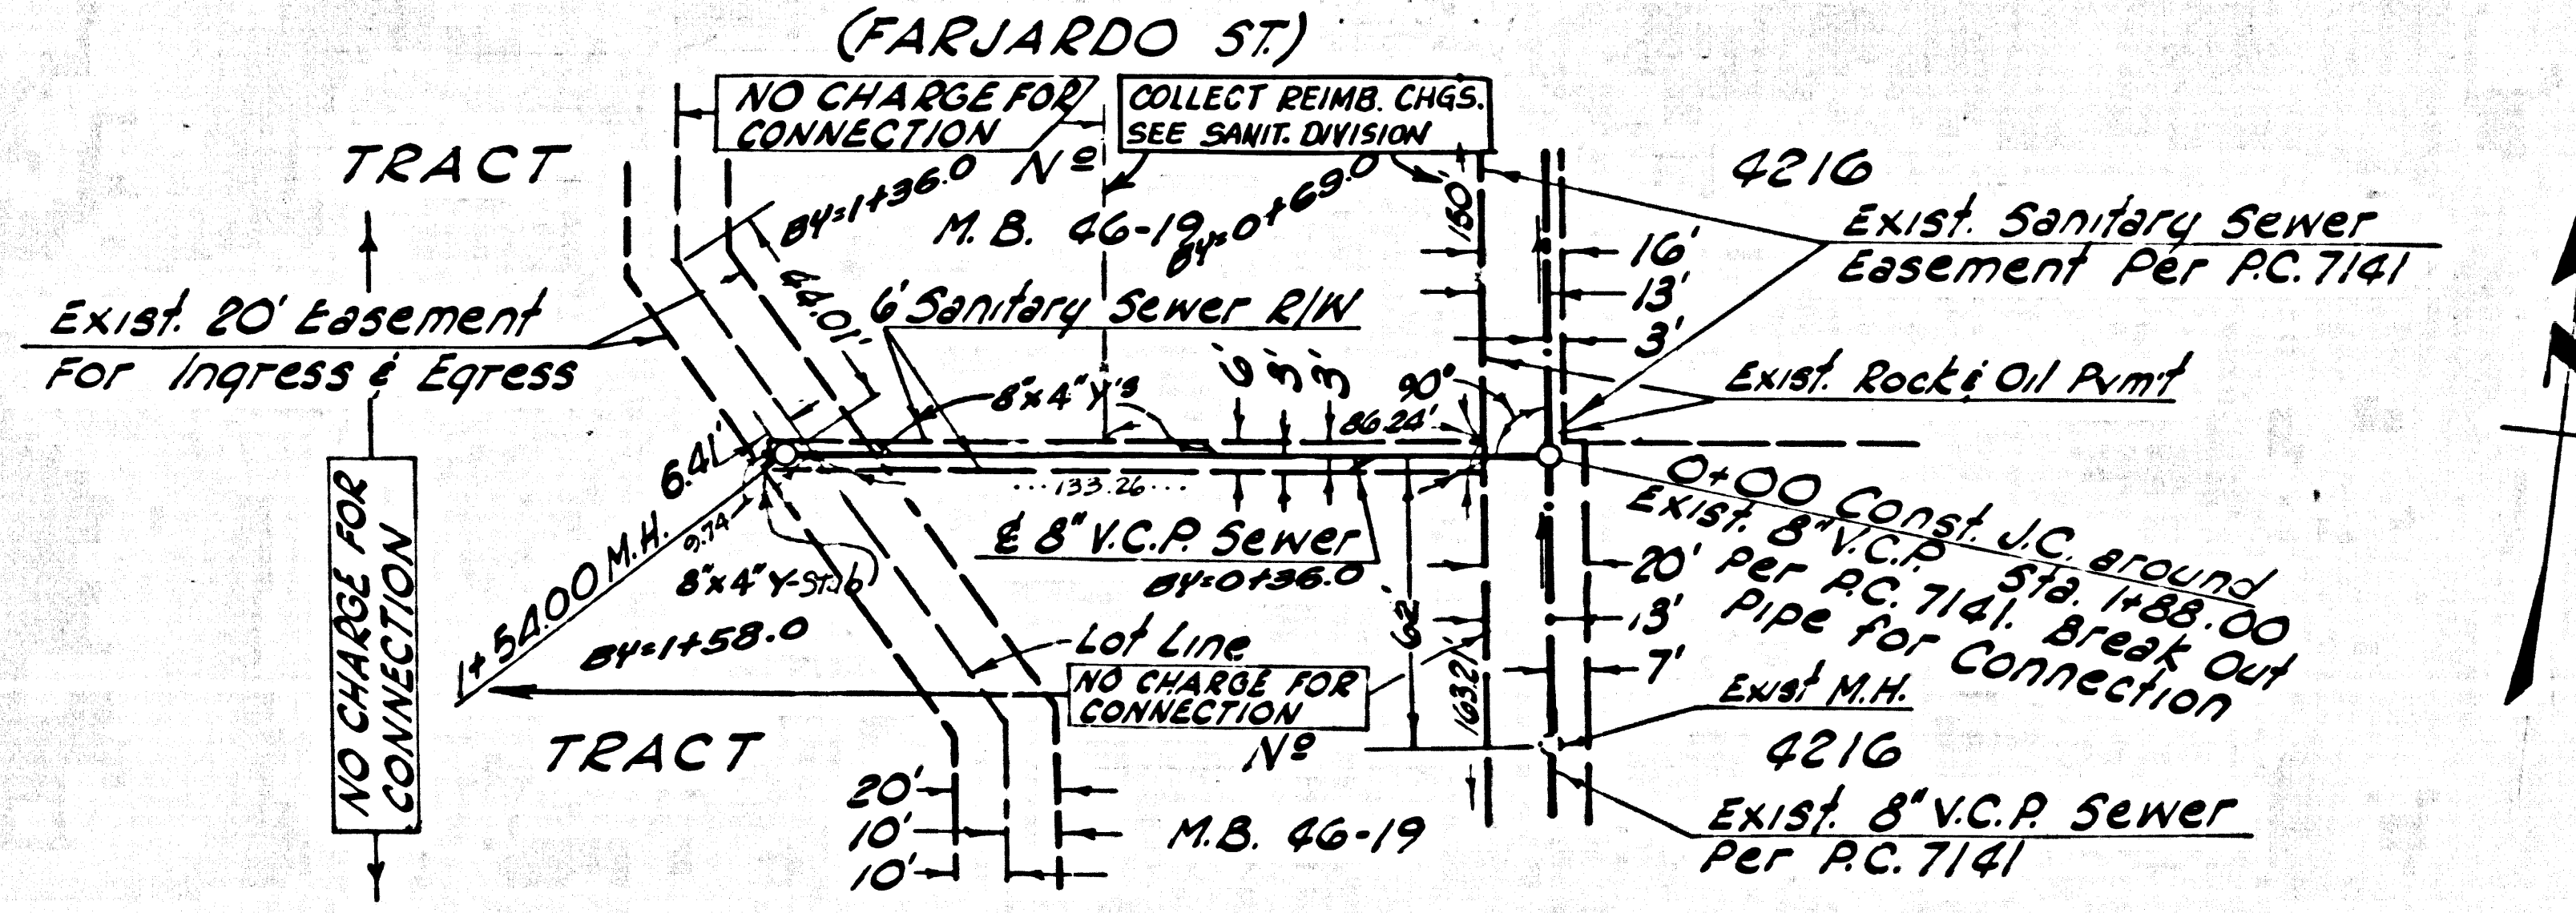 (FARJARDO ST.)
NO CHARGE FOR
CONNECTION
COLLECT REIMB. CHGS.
SEE SANIT. DIVISION
TRACT
Nº
4216
BY=1+36.0
M.B. 46-19
BY=0+69.0
150'
Exist. Sanitary Sewer
Easement Per P.C. 7141
16'
13'
3'
44.01'
Exist. 20' Easement
For Ingress & Egress
6' Sanitary Sewer R/W
8"x4" Y's
6'
3'
3'
90°
86.24'
Exist. Rock & Oil Pvm't
6.41'
133.26
NO CHARGE FOR
CONNECTION
1+54.00 M.H.
9.74
8"x4" Y-Stub
BY=1+58.0
₠ 8" V.C.P. Sewer
BY=0+36.0
62'
163.21'
0+00 Const. J.C. around
Exist. 8" V.C.P. Sta. 1+88.00
Per P.C. 7141. Break Out
Pipe for Connection
20'
13'
7'
Lot Line
NO CHARGE FOR
CONNECTION
Exist M.H.
TRACT
Nº
4216
20'
10'
10'
M.B. 46-19
Exist. 8" V.C.P. Sewer
Per P.C. 7141